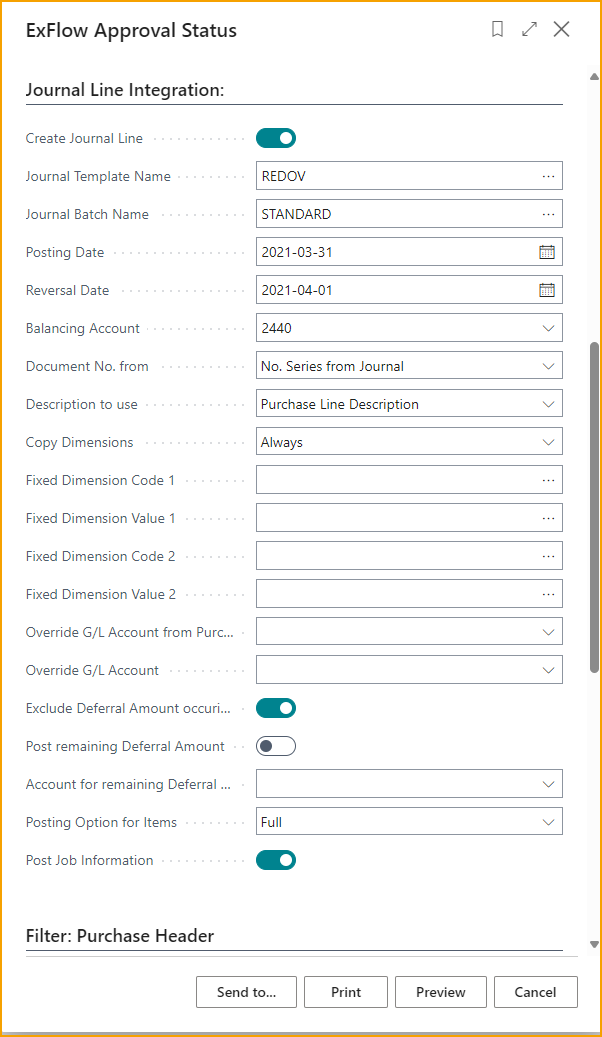 ExFlow Approval Status
Journal Line Integration:
Create Journal Line
Journal Template Name REDOV
Journal Batch Name STANDARD
Posting Date 2021-03-31
Reversal Date 2021-04-01
Balancing Account 2440
Document No. from No. Series from Journal
Description to use Purchase Line Description
Copy Dimensions Always
Fixed Dimension Code 1
Fixed Dimension Value 1
Fixed Dimension Code 2
Fixed Dimension Value 2
Override G/L Account from Purc...
Override G/L Account
Exclude Deferral Amount occuri...
Post remaining Deferral Amount
Account for remaining Deferral ...
Posting Option for Items Full
Post Job Information
Filter: Purchase Header
Send to... Print Preview Cancel